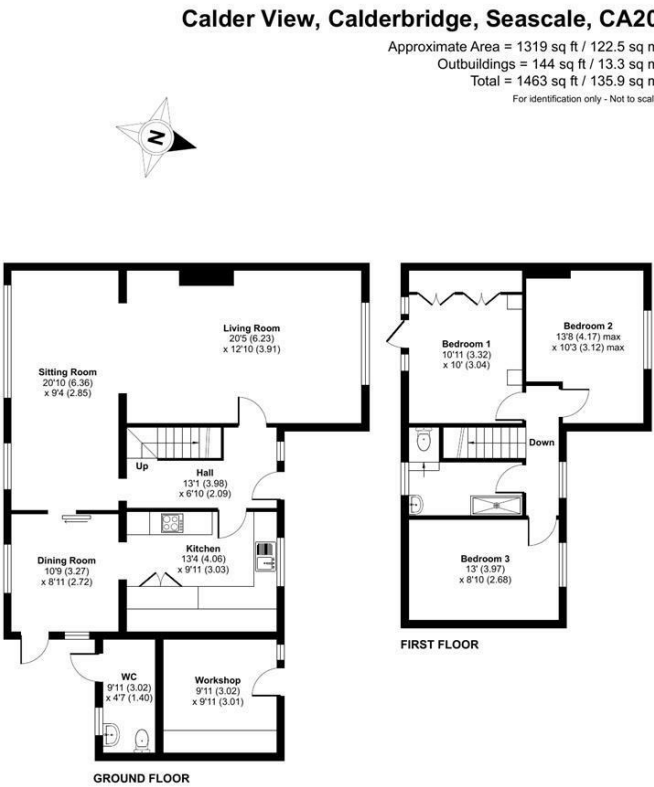 Calder View, Calderbridge, Seascale, CA20
Approximate Area = 1319 sq ft / 122.5 sq m
Outbuildings = 144 sq ft / 13.3 sq m
Total = 1463 sq ft / 135.9 sq m
For identification only - Not to scal
N
Living Room
20'5 (6.23)
x 12'10 (3.91)
Sitting Room
20'10 (6.36)
x 9'4 (2.85)
Up
Hall
13'1 (3.98)
x 6'10 (2.09)
Kitchen
13'4 (4.06)
x 9'11 (3.03)
Dining Room
10'9 (3.27)
x 8'11 (2.72)
WC
9'11 (3.02)
x 4'7 (1.40)
Workshop
9'11 (3.02)
x 9'11 (3.01)
GROUND FLOOR
Bedroom 1
10'11 (3.32)
x 10' (3.04)
Bedroom 2
13'8 (4.17) max
x 10'3 (3.12) max
Down
Bedroom 3
13' (3.97)
x 8'10 (2.68)
FIRST FLOOR